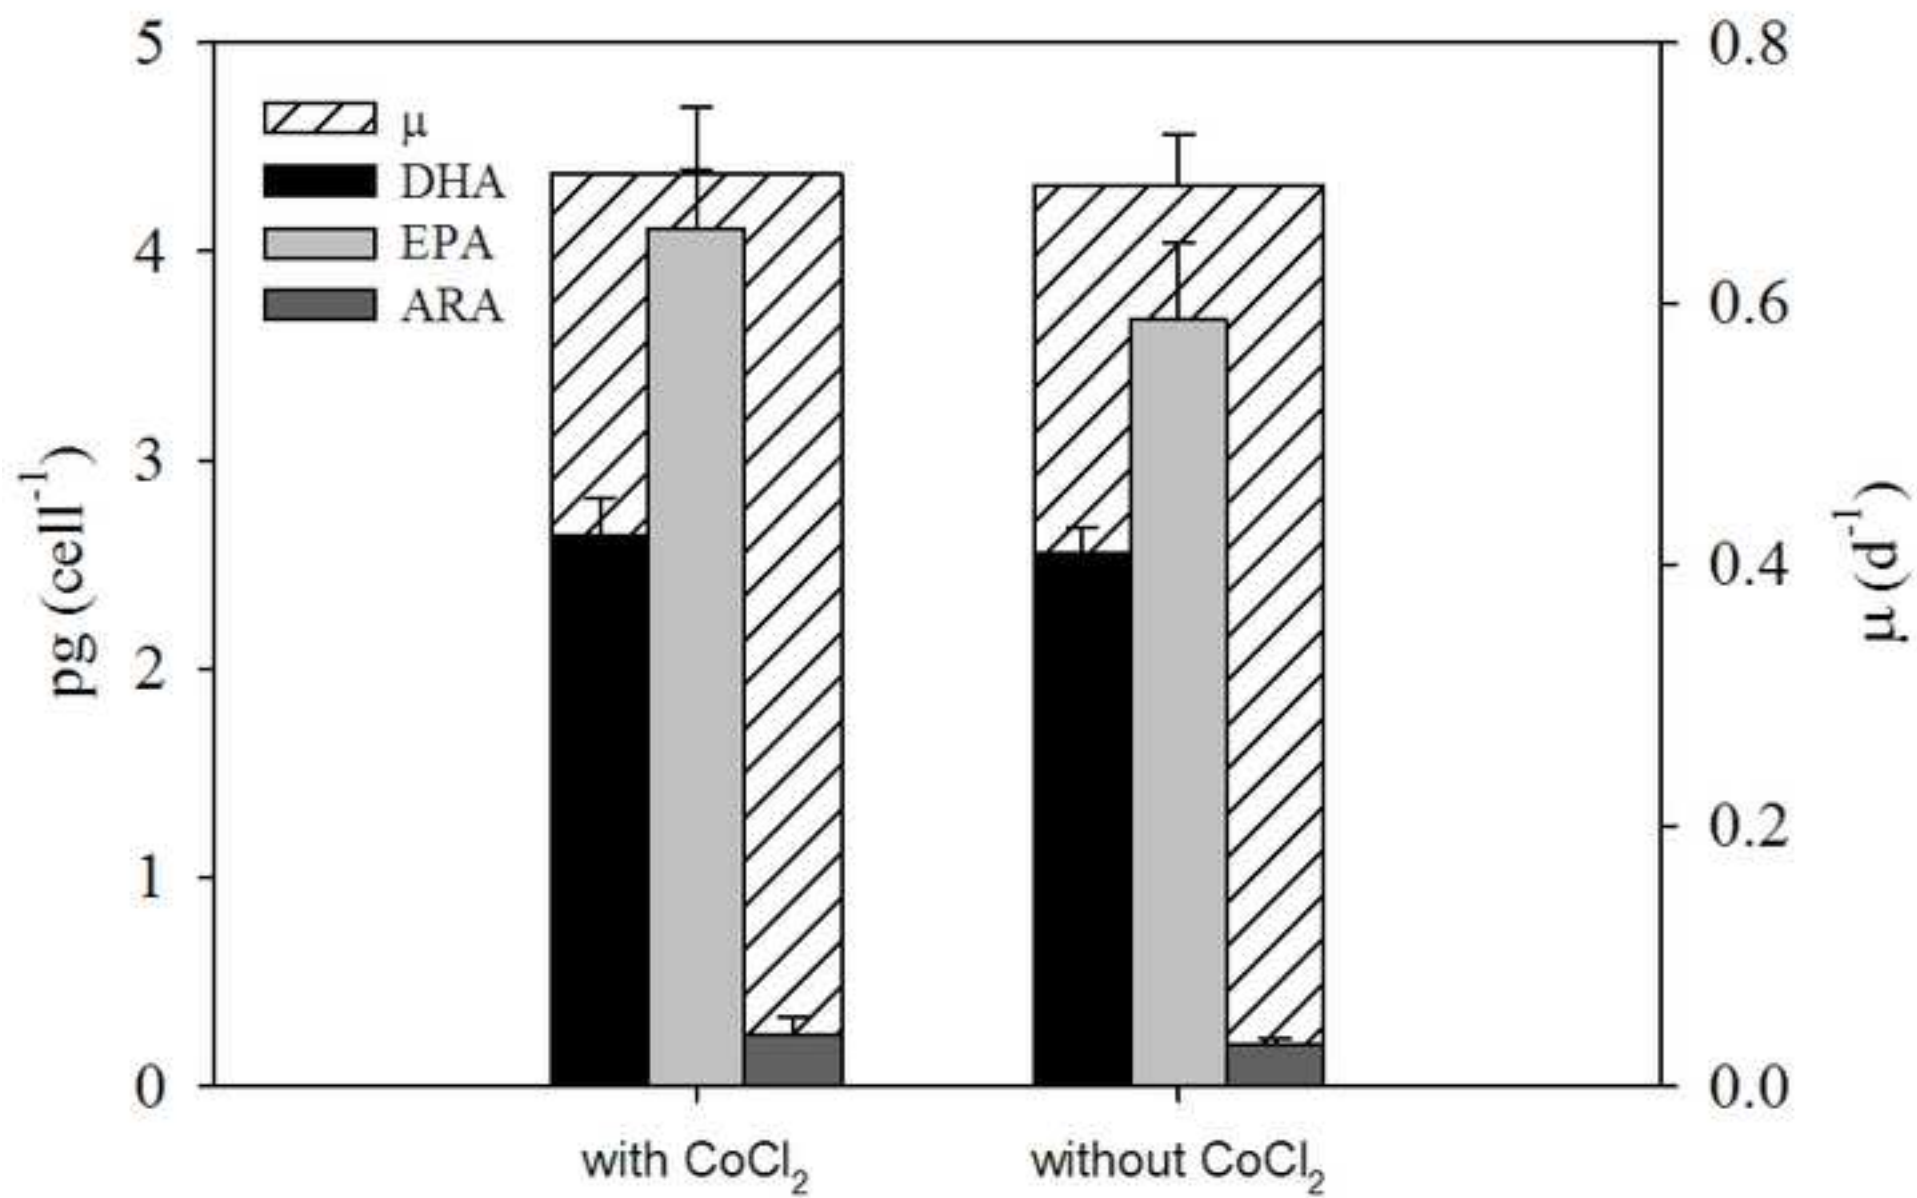 5
4
3
2
1
0
pg (cell⁻¹)
μ
DHA
EPA
ARA
0.8
0.6
0.4
0.2
0.0
μ (d⁻¹)
with CoCl₂
without CoCl₂